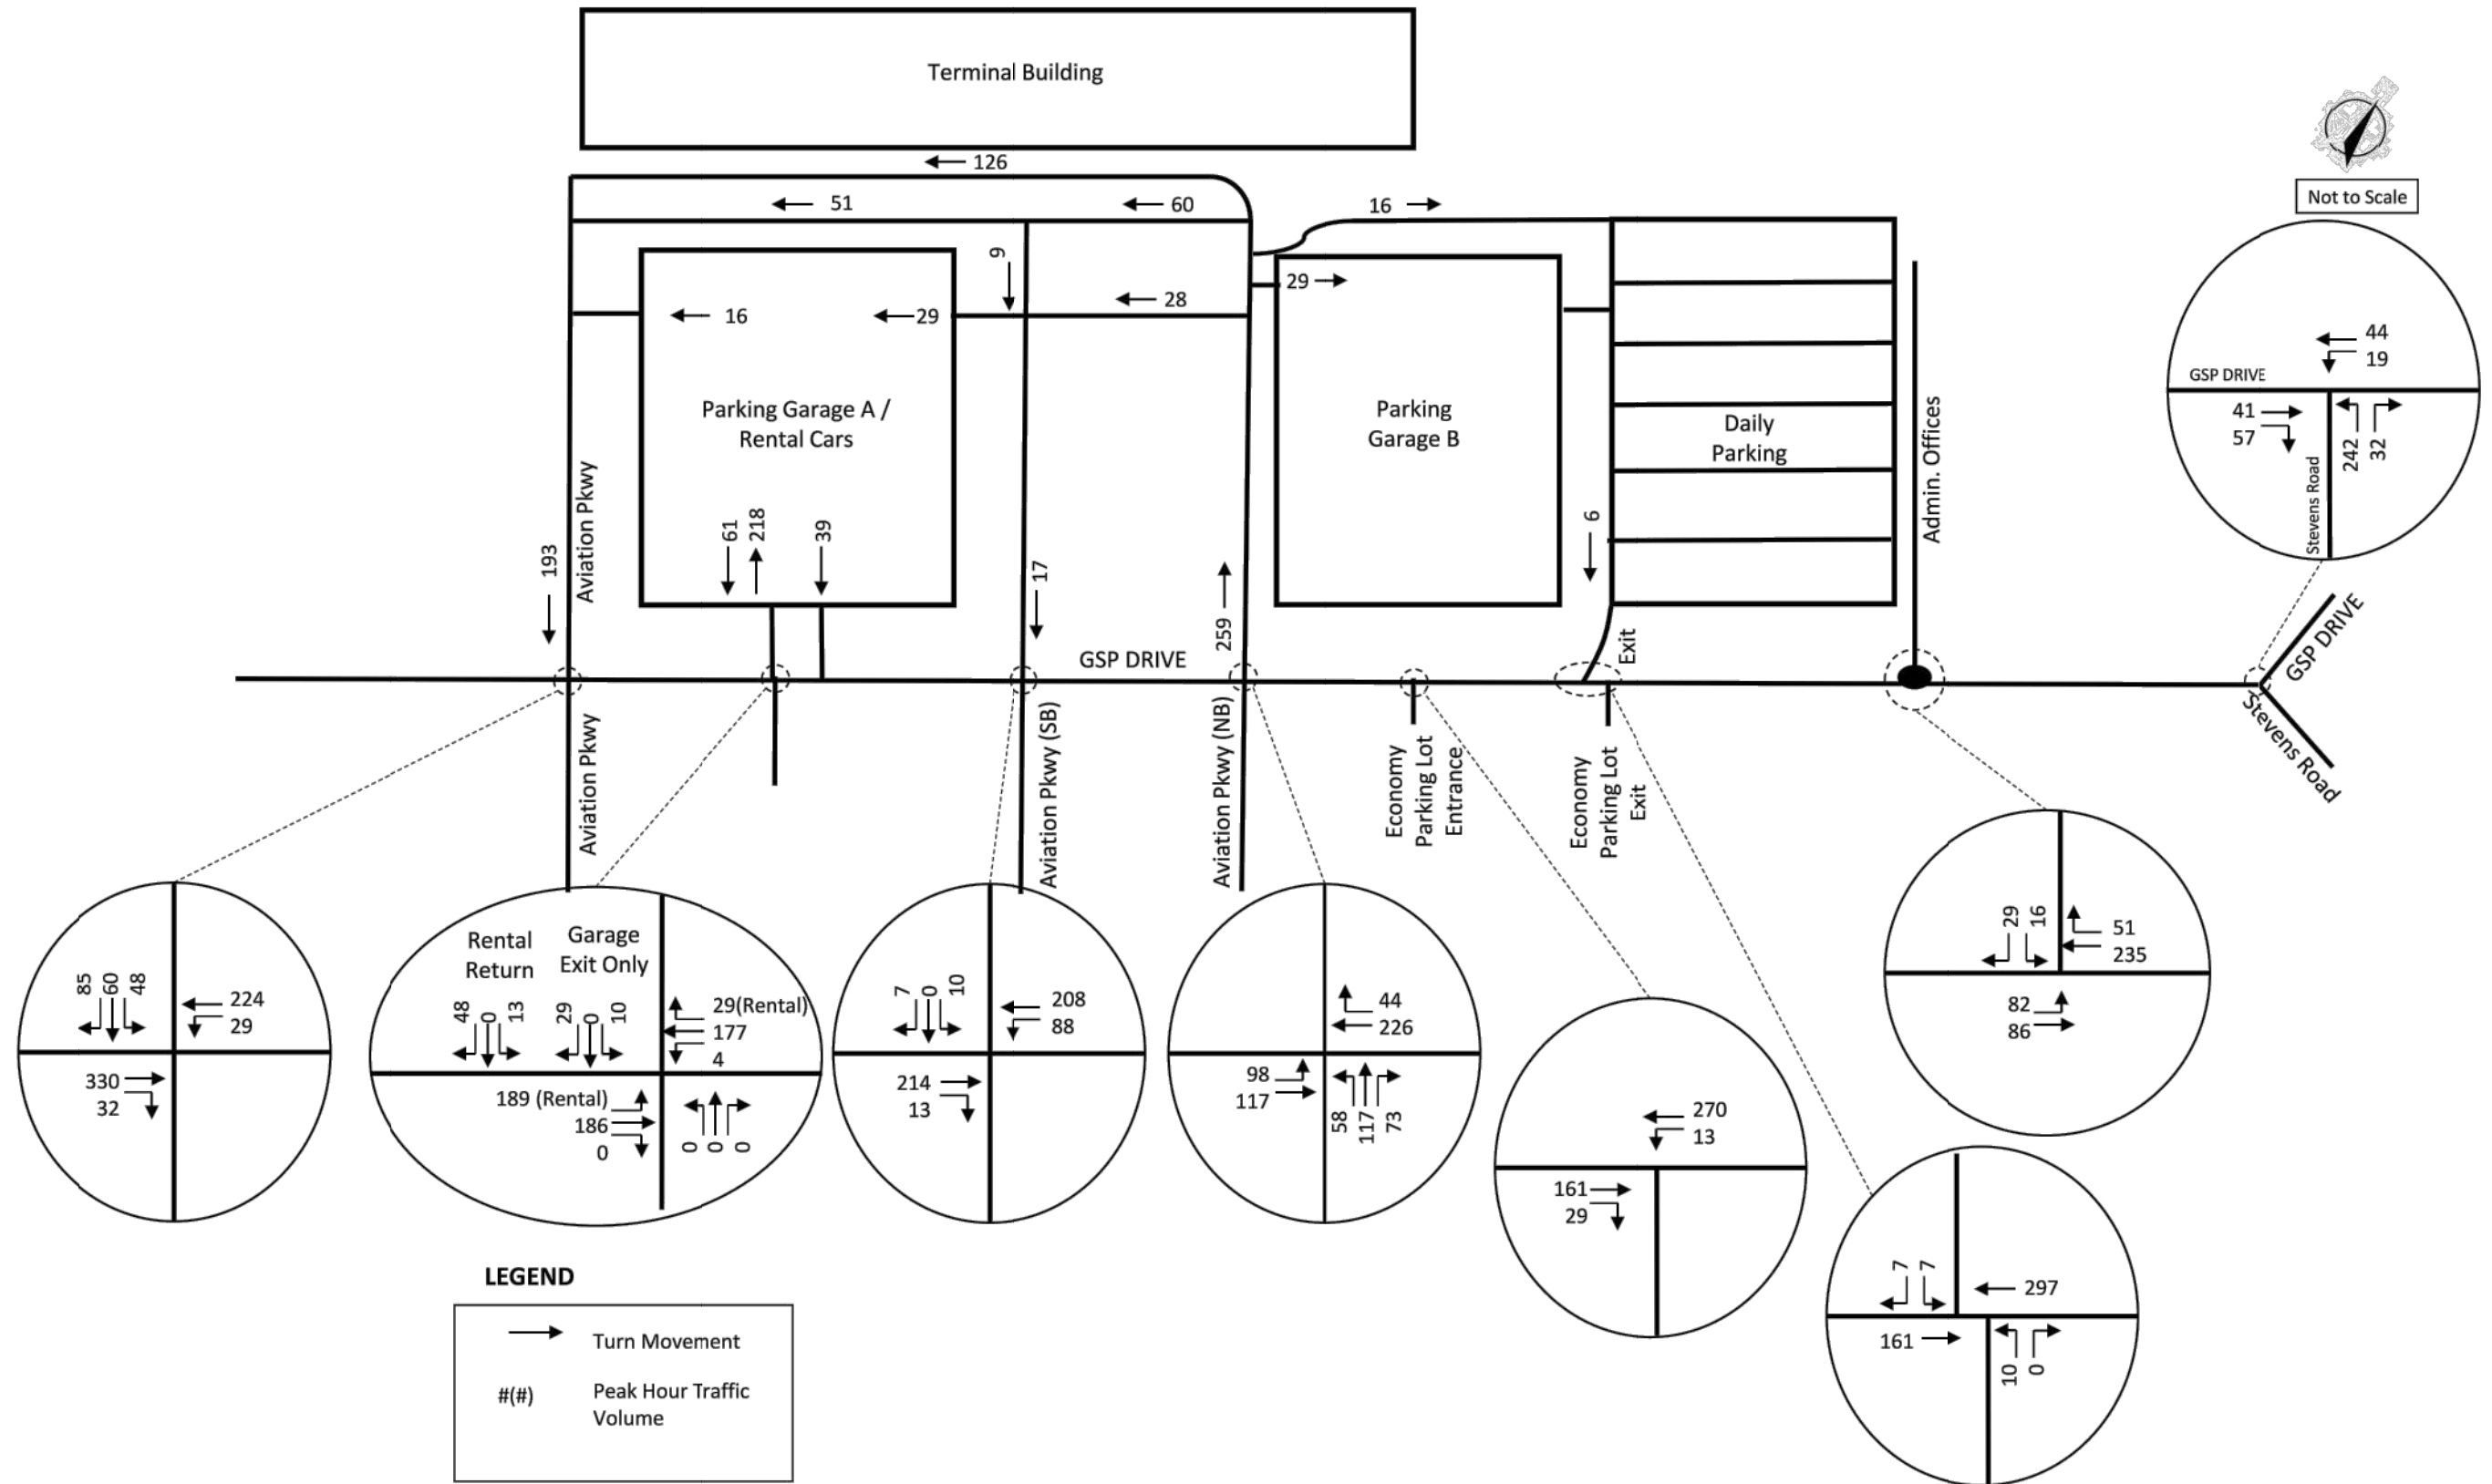 Terminal Building
126
51
60
16
Not to Scale
9
28
29
16
29
44
19
GSP DRIVE
41
57
242
32
Stevens Road
Parking Garage A /
Rental Cars
Parking
Garage B
Daily
Parking
Admin. Offices
Aviation Pkwy
193
61
218
39
17
259
6
Exit
GSP DRIVE
GSP DRIVE
Stevens Road
Aviation Pkwy
Aviation Pkwy (SB)
Aviation Pkwy (NB)
Economy
Parking Lot
Entrance
Economy
Parking Lot
Exit
85
60
48
224
29
330
32
Rental
Return
Garage
Exit Only
48
0
13
29
0
10
29(Rental)
177
4
189 (Rental)
186
0
0
0
0
7
0
10
208
88
214
13
44
226
98
117
58
117
73
270
13
161
29
29
16
51
235
82
86
7
7
297
161
10
0
LEGEND
Turn Movement
#(#)
Peak Hour Traffic
Volume